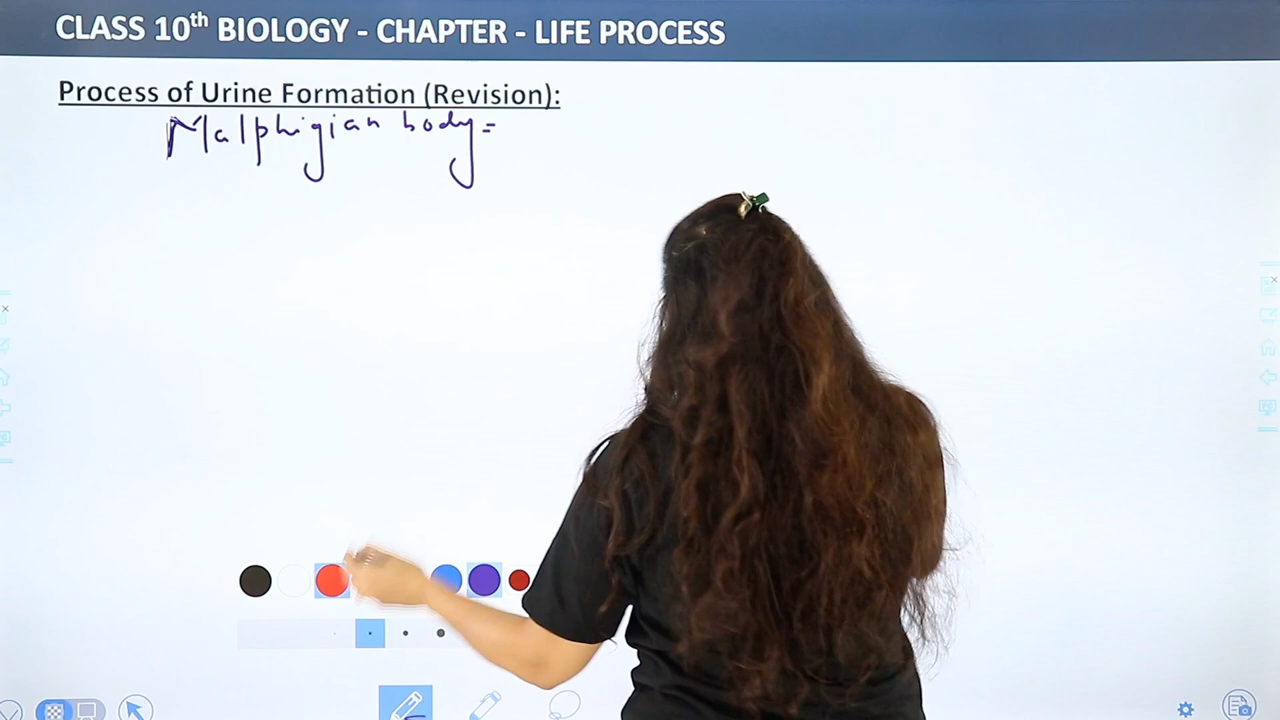 CLASS 10th BIOLOGY - CHAPTER - LIFE PROCESS
Process of Urine Formation (Revision):
Malphigian body=